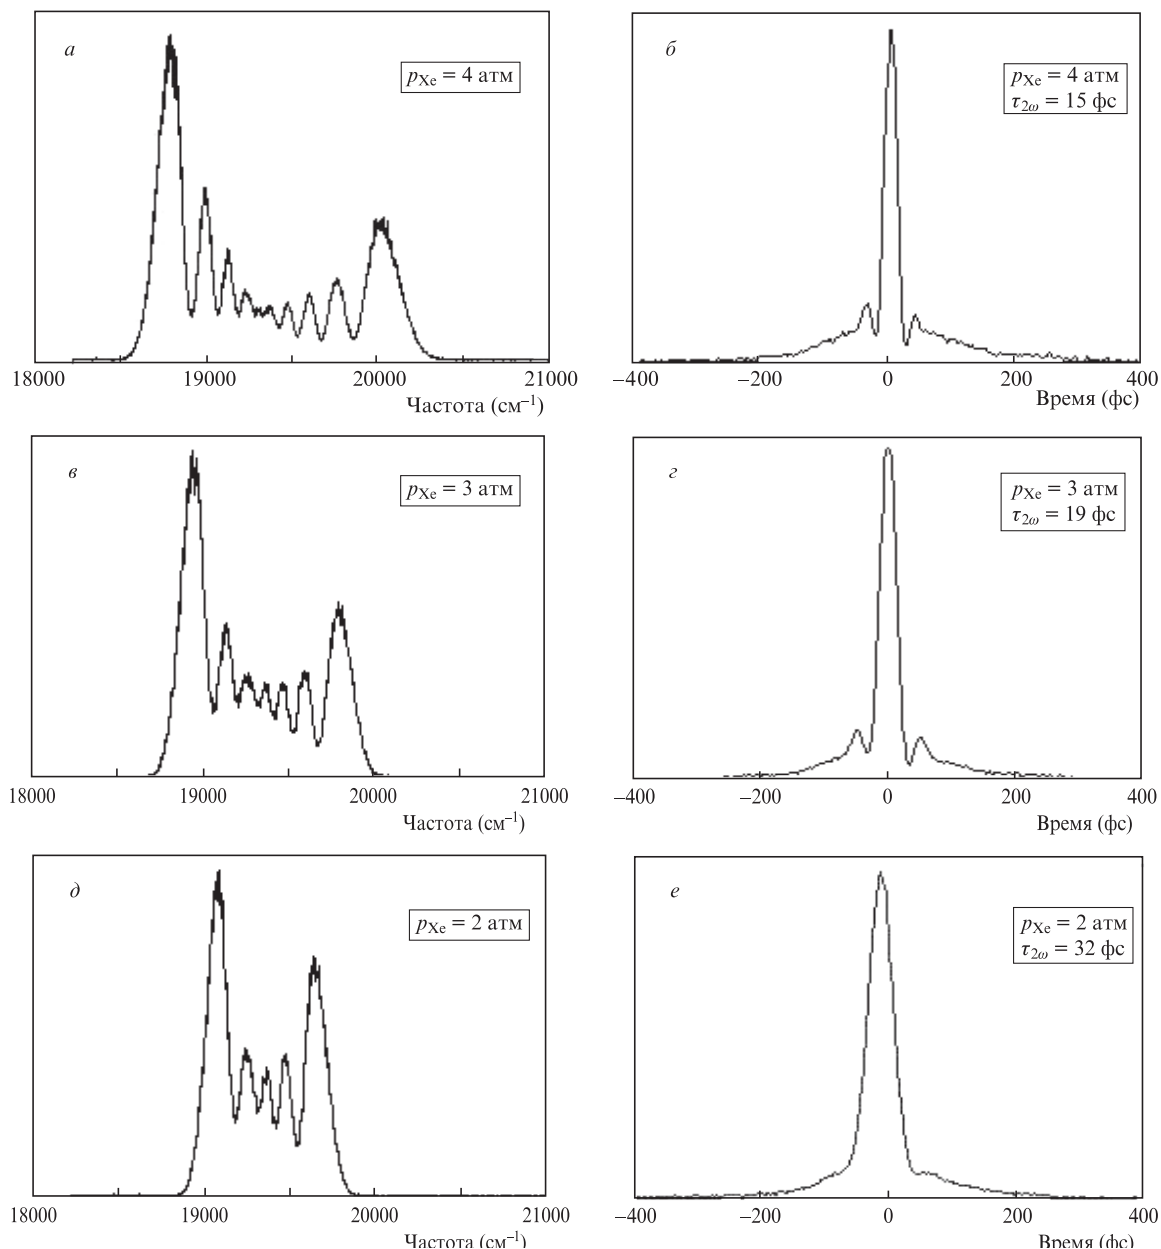 а
p_Xe = 4 атм
18000 19000 20000 21000
Частота (см⁻¹)
б
p_Xe = 4 атм
τ_2ω = 15 фс
−400 −200 0 200 400
Время (фс)
в
p_Xe = 3 атм
18000 19000 20000 21000
Частота (см⁻¹)
г
p_Xe = 3 атм
τ_2ω = 19 фс
−400 −200 0 200 400
Время (фс)
д
p_Xe = 2 атм
18000 19000 20000 21000
Частота (см⁻¹)
е
p_Xe = 2 атм
τ_2ω = 32 фс
−400 −200 0 200 400
Время (фс)